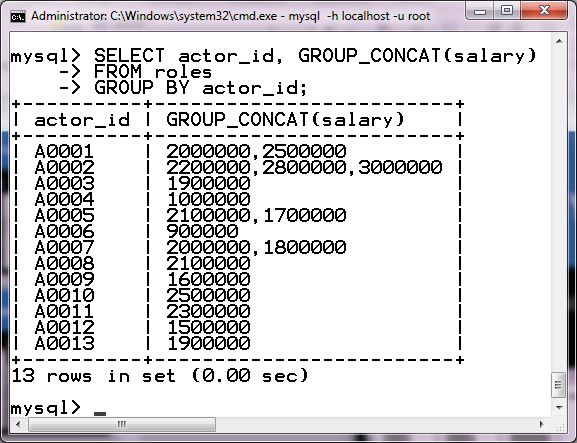 Administrator: C:\Windows\system32\cmd.exe - mysql -h localhost -u root
mysql> SELECT actor_id, GROUP_CONCAT(salary)
    -> FROM roles
    -> GROUP BY actor_id;
+----------+---------------------------+
| actor_id | GROUP_CONCAT(salary)      |
+----------+---------------------------+
| A0001    | 2000000,2500000           |
| A0002    | 2200000,2800000,3000000 |
| A0003    | 1900000                   |
| A0004    | 1000000                   |
| A0005    | 2100000,1700000           |
| A0006    | 900000                    |
| A0007    | 2000000,1800000           |
| A0008    | 2100000                   |
| A0009    | 1600000                   |
| A0010    | 2500000                   |
| A0011    | 2300000                   |
| A0012    | 1500000                   |
| A0013    | 1900000                   |
+----------+---------------------------+
13 rows in set (0.00 sec)
mysql> _